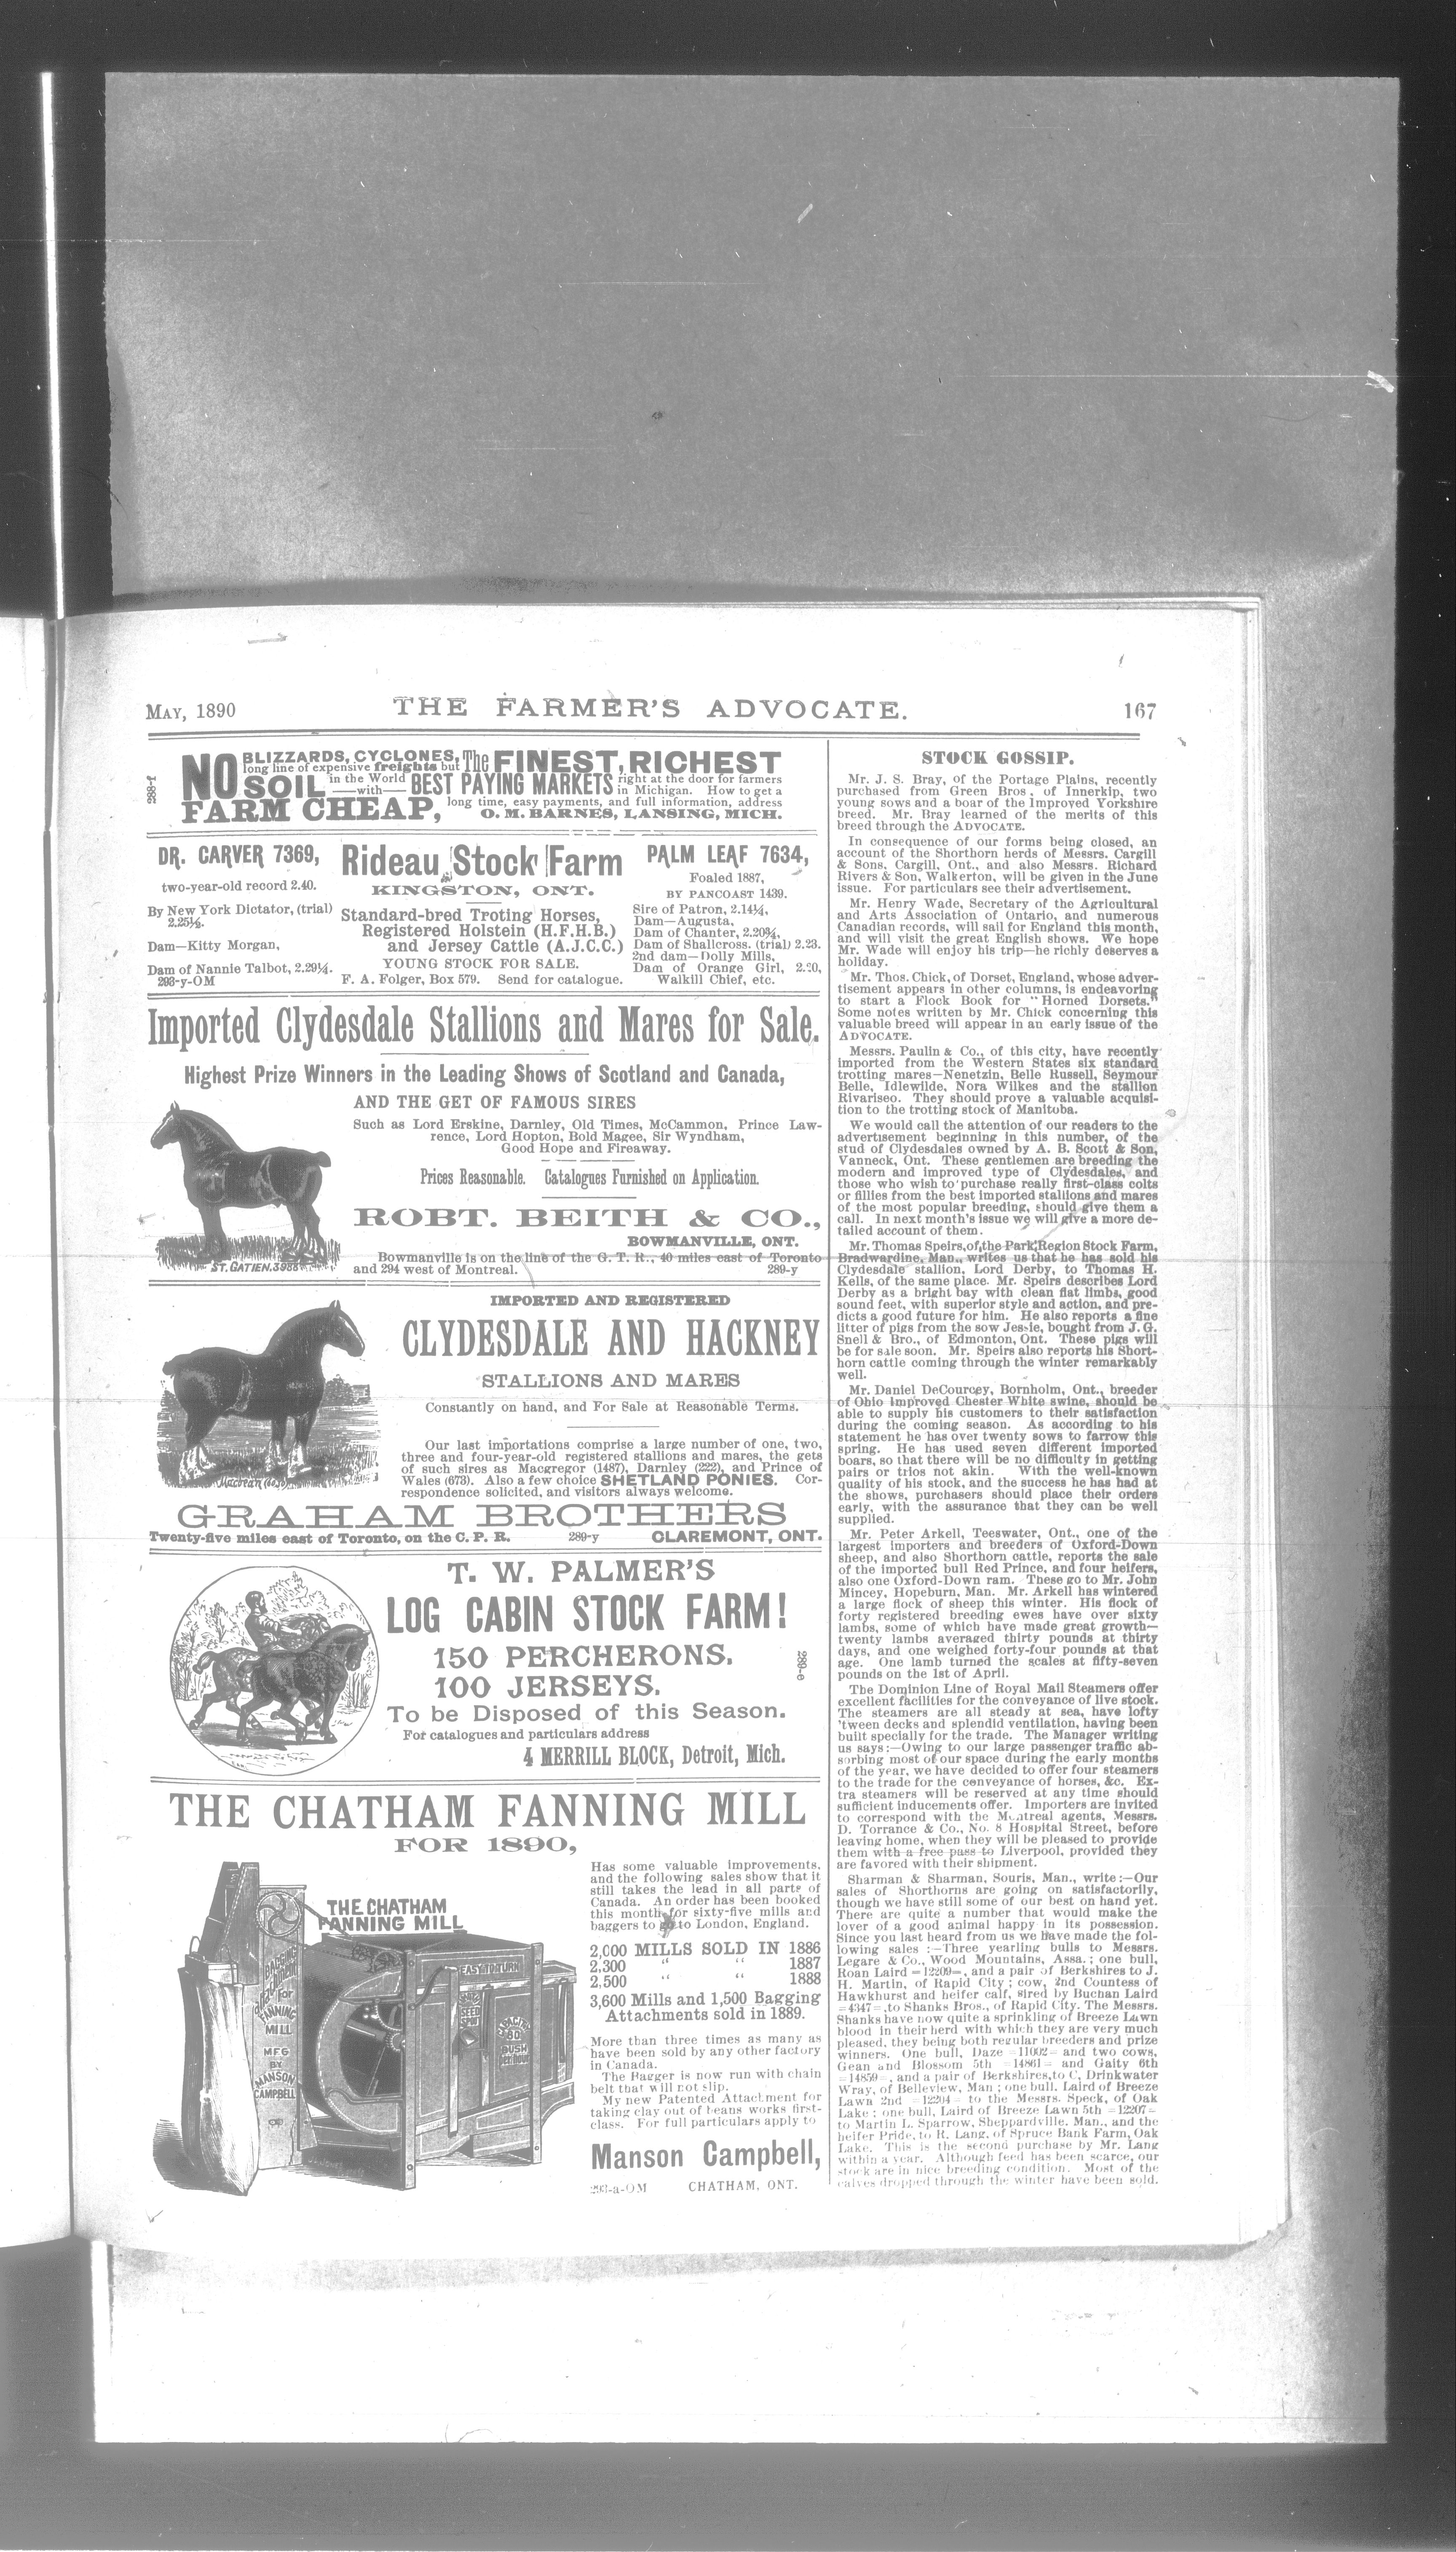 MAY, 1890
THE FARMER'S ADVOCATE.
167
288-f
NO BLIZZARDS, CYCLONES, The FINEST, RICHEST
long line of expensive freights but
SOIL in the World —with— BEST PAYING MARKETS right at the door for farmers
in Michigan. How to get a
FARM CHEAP, long time, easy payments, and full information, address
O. M. BARNES, LANSING, MICH.
DR. CARVER 7369,
two-year-old record 2.40.
By New York Dictator, (trial)
2.25½.
Dam—Kitty Morgan,
Dam of Nannie Talbot, 2.29¼.
293-y-OM
Rideau Stock Farm
KINGSTON, ONT.
Standard-bred Troting Horses,
Registered Holstein (H.F.H.B.)
and Jersey Cattle (A.J.C.C.)
YOUNG STOCK FOR SALE.
F. A. Folger, Box 579. Send for catalogue.
PALM LEAF 7634,
Foaled 1887,
BY PANCOAST 1439.
Sire of Patron, 2.14¼,
Dam—Augusta,
Dam of Chanter, 2.20¾,
Dam of Shallcross. (trial) 2.23.
2nd dam—Dolly Mills,
Dam of Orange Girl, 2.20,
Walkill Chief, etc.
Imported Clydesdale Stallions and Mares for Sale.
Highest Prize Winners in the Leading Shows of Scotland and Canada,
AND THE GET OF FAMOUS SIRES
Such as Lord Erskine, Darnley, Old Times, McCammon, Prince Law-
rence, Lord Hopton, Bold Magee, Sir Wyndham,
Good Hope and Fireaway.
Prices Reasonable. Catalogues Furnished on Application.
ROBT. BEITH & CO.,
BOWMANVILLE, ONT.
Bowmanville is on the line of the G. T. R., 40 miles east of Toronto
and 294 west of Montreal. 289-y
ST. GATIEN. 3988
IMPORTED AND REGISTERED
CLYDESDALE AND HACKNEY
STALLIONS AND MARES
Constantly on hand, and For Sale at Reasonable Terms.
Our last importations comprise a large number of one, two,
three and four-year-old registered stallions and mares, the gets
of such sires as Macgregor (1487), Darnley (222), and Prince of
Wales (673). Also a few choice SHETLAND PONIES. Cor-
respondence solicited, and visitors always welcome.
GRAHAM BROTHERS
Twenty-five miles east of Toronto, on the C. P. R. 289-y CLAREMONT, ONT.
T. W. PALMER'S
LOG CABIN STOCK FARM!
150 PERCHERONS.
100 JERSEYS.
To be Disposed of this Season.
For catalogues and particulars address
4 MERRILL BLOCK, Detroit, Mich.
289-e
THE CHATHAM FANNING MILL
FOR 1890,
THE CHATHAM
FANNING MILL
EASY TO TURN
BAGGING
FANNING
MILL
MFG
BY
MANSON
CAMPBELL
Has some valuable improvements,
and the following sales show that it
still takes the lead in all parts of
Canada. An order has been booked
this month for sixty-five mills and
baggers to go to London, England.
2,000 MILLS SOLD IN 1886
2,300 " " 1887
2,500 " " 1888
3,600 Mills and 1,500 Bagging
Attachments sold in 1889.
More than three times as many as
have been sold by any other factory
in Canada.
The Bagger is now run with chain
belt that will not slip.
My new Patented Attachment for
taking clay out of beans works first-
class. For full particulars apply to
Manson Campbell,
293-a-OM CHATHAM, ONT.
STOCK GOSSIP.
Mr. J. S. Bray, of the Portage Plains, recently
purchased from Green Bros, of Innerkip, two
young sows and a boar of the Improved Yorkshire
breed. Mr. Bray learned of the merits of this
breed through the ADVOCATE.
In consequence of our forms being closed, an
account of the Shorthorn herds of Messrs. Cargill
& Sons, Cargill, Ont., and also Messrs. Richard
Rivers & Son, Walkerton, will be given in the June
issue. For particulars see their advertisement.
Mr. Henry Wade, Secretary of the Agricultural
and Arts Association of Ontario, and numerous
Canadian records, will sail for England this month,
and will visit the great English shows. We hope
Mr. Wade will enjoy his trip—he richly deserves a
holiday.
Mr. Thos. Chick, of Dorset, England, whose adver-
tisement appears in other columns, is endeavoring
to start a Flock Book for "Horned Dorsets."
Some notes written by Mr. Chick concerning this
valuable breed will appear in an early issue of the
ADVOCATE.
Messrs. Paulin & Co., of this city, have recently
imported from the Western States six standard
trotting mares—Nenetzin, Belle Russell, Seymour
Belle, Idlewilde, Nora Wilkes and the stallion
Rivariseo. They should prove a valuable acquisi-
tion to the trotting stock of Manitoba.
We would call the attention of our readers to the
advertisement beginning in this number, of the
stud of Clydesdales owned by A. B. Scott & Son,
Vanneck, Ont. These gentlemen are breeding the
modern and improved type of Clydesdales, and
those who wish to purchase really first-class colts
or fillies from the best imported stallions and mares
of the most popular breeding, should give them a
call. In next month's issue we will give a more de-
tailed account of them.
Mr. Thomas Speirs, of the Park Region Stock Farm,
Bradwardine, Man., writes us that he has sold his
Clydesdale stallion, Lord Derby, to Thomas H.
Kells, of the same place. Mr. Speirs describes Lord
Derby as a bright bay with clean flat limbs, good
sound feet, with superior style and action, and pre-
dicts a good future for him. He also reports a fine
litter of pigs from the sow Jessie, bought from J. G.
Snell & Bro., of Edmonton, Ont. These pigs will
be for sale soon. Mr. Speirs also reports his Short-
horn cattle coming through the winter remarkably
well.
Mr. Daniel DeCourcey, Bornholm, Ont., breeder
of Ohio Improved Chester White swine, should be
able to supply his customers to their satisfaction
during the coming season. As according to his
statement he has over twenty sows to farrow this
spring. He has used seven different imported
boars, so that there will be no difficulty in getting
pairs or trios not akin. With the well-known
quality of his stock, and the success he has had at
the shows, purchasers should place their orders
early, with the assurance that they can be well
supplied.
Mr. Peter Arkell, Teeswater, Ont., one of the
largest importers and breeders of Oxford-Down
sheep, and also Shorthorn cattle, reports the sale
of the imported bull Red Prince, and four heifers,
also one Oxford-Down ram. These go to Mr. John
Mincey, Hopeburn, Man. Mr. Arkell has wintered
a large flock of sheep this winter. His flock of
forty registered breeding ewes have over sixty
lambs, some of which have made great growth—
twenty lambs averaged thirty pounds at thirty
days, and one weighed forty-four pounds at that
age. One lamb turned the scales at fifty-seven
pounds on the 1st of April.
The Dominion Line of Royal Mail Steamers offer
excellent facilities for the conveyance of live stock.
The steamers are all steady at sea, have lofty
'tween decks and splendid ventilation, having been
built specially for the trade. The Manager writing
us says:—Owing to our large passenger traffic ab-
sorbing most of our space during the early months
of the year, we have decided to offer four steamers
to the trade for the conveyance of horses, &c. Ex-
tra steamers will be reserved at any time should
sufficient inducements offer. Importers are invited
to correspond with the Montreal agents, Messrs.
D. Torrance & Co., No. 8 Hospital Street, before
leaving home, when they will be pleased to provide
them with a free pass to Liverpool, provided they
are favored with their shipment.
Sharman & Sharman, Souris, Man., write:—Our
sales of Shorthorns are going on satisfactorily,
though we have still some of our best on hand yet.
There are quite a number that would make the
lover of a good animal happy in its possession.
Since you last heard from us we have made the fol-
lowing sales:—Three yearling bulls to Messrs.
Legare & Co., Wood Mountains, Assa.; one bull,
Roan Laird =12209=, and a pair of Berkshires to J.
H. Martin, of Rapid City; cow, 2nd Countess of
Hawkhurst and heifer calf, sired by Buchan Laird
=4347=, to Shanks Bros., of Rapid City. The Messrs.
Shanks have now quite a sprinkling of Breeze Lawn
blood in their herd with which they are very much
pleased, they being both regular breeders and prize
winners. One bull, Daze =11002= and two cows,
Gean and Blossom 5th =14861= and Gaity 6th
=14859=, and a pair of Berkshires, to C. Drinkwater
Wray, of Belleview, Man; one bull, Laird of Breeze
Lawn 2nd =12204= to the Messrs. Speck, of Oak
Lake; one bull, Laird of Breeze Lawn 5th =12207=
to Martin L. Sparrow, Sheppardville, Man., and the
heifer Pride, to R. Lang, of Spruce Bank Farm, Oak
Lake. This is the second purchase by Mr. Lang
within a year. Although feed has been scarce, our
stock are in nice breeding condition. Most of the
calves dropped through the winter have been sold.